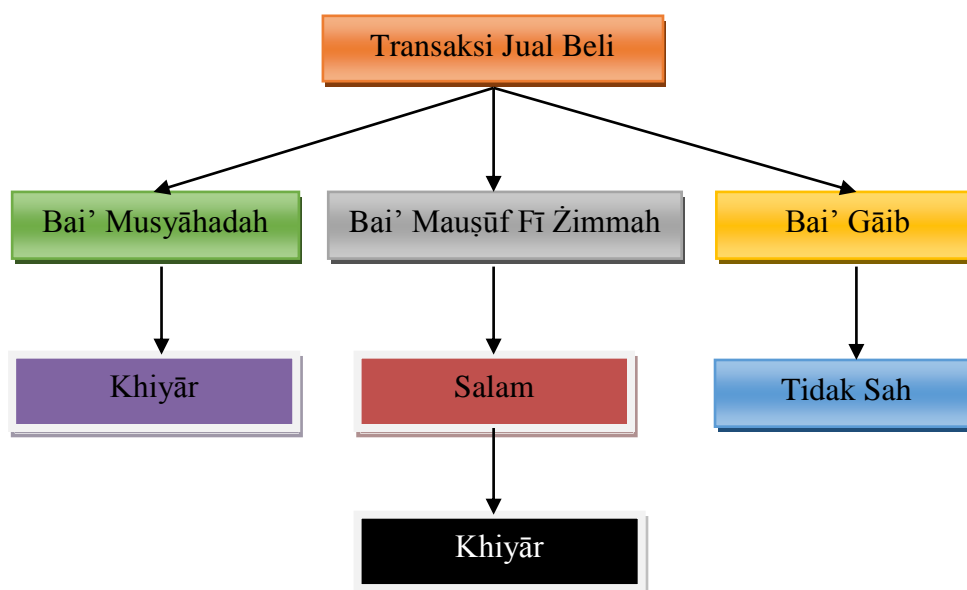 Transaksi Jual Beli
Bai’ Musyāhadah
Bai’ Mauṣūf Fī Żimmah
Bai’ Gāib
Khiyār
Salam
Tidak Sah
Khiyār